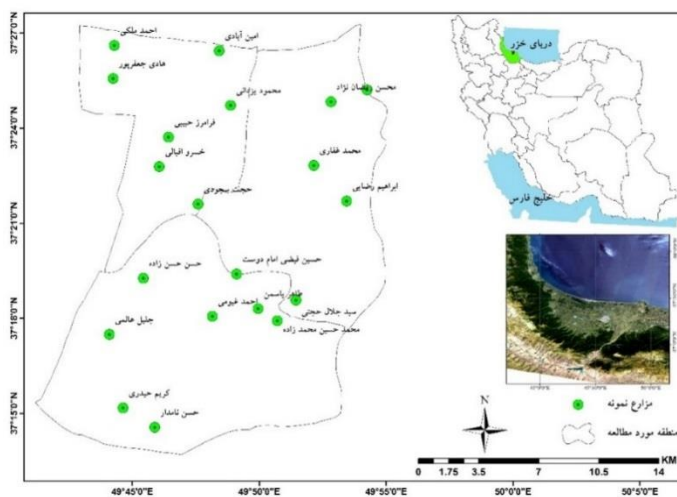 37°27'0"N
37°24'0"N
37°21'0"N
37°18'0"N
37°15'0"N
احمد ملکی
امین آبادی
هادی جعفرپور
محمود یزدانی
محسن رمضان نژاد
فرامرز حبیبی
خسرو اقبالی
محمد غفاری
حجت بیجودی
ابراهیم رضایی
حسین فیضی امام دوست
حسن حسن زاده
یاسمن
احمد غیومی
سید جلال حجتی
محمد حسین محمد زاده
جلیل هالمی
کریم حیدری
حسن نامدار
دریای خزر
خلیج فارس
مزارع نمونه
منطقه مورد مطالعه
N
KM
0 1.75 3.5 7 10.5 14
49°45'0"E 49°50'0"E 49°55'0"E 50°0'0"E 50°5'0"E